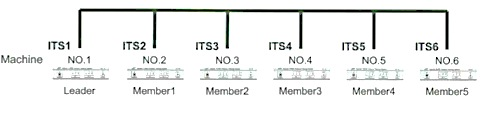 ITS1 ITS2 ITS3 ITS4 ITS5 ITS6
Machine NO.1 NO.2 NO.3 NO.4 NO.5 NO.6
Leader Member1 Member2 Member3 Member4 Member5